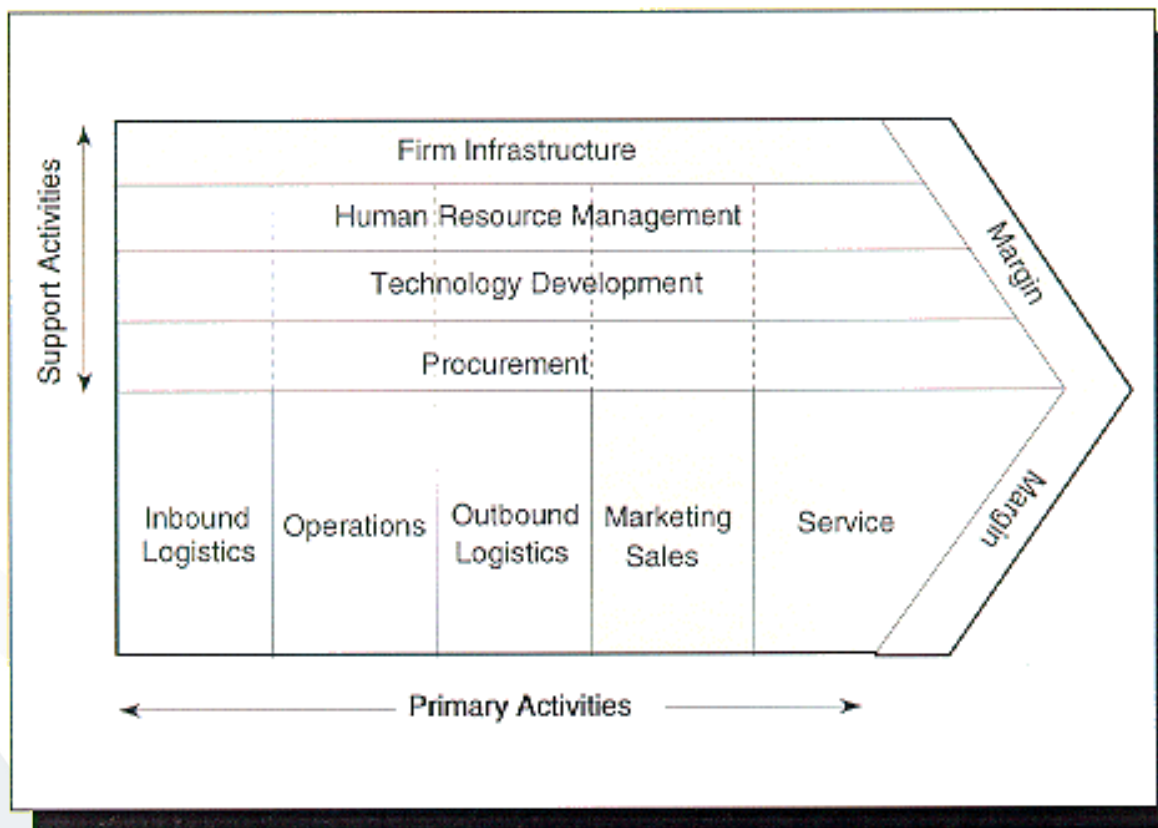 Firm Infrastructure
Human Resource Management
Technology Development
Procurement
Support Activities
Margin
Inbound
Logistics
Operations
Outbound
Logistics
Marketing
Sales
Service
Margin
Primary Activities